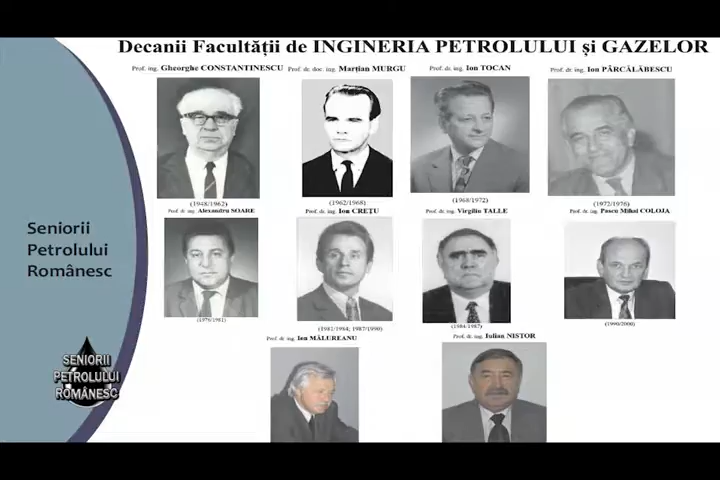 Decanii Facultății de INGINERIA PETROLULUI și GAZELOR
Prof. ing. Gheorghe CONSTANTINESCU Prof. dr. doc. ing. Marțian MURGU Prof. dr. ing. Ion TOCAN Prof. dr. ing. Ion PÂRCĂLĂBESCU
(1948/1962) (1962/1968) (1968/1972) (1972/1976)
Prof. dr. ing. Alexandru SOARE Prof. dr. ing. Ion CREȚU Prof. dr. ing. Virgiliu TALLE Prof. dr. ing. Pascu Mihai COLOJA
Seniorii
Petrolului
Românesc
(1976/1981) (1981/1984; 1987/1990) (1984/1987) (1990/2000)
Prof. dr. ing. Ion MĂLUREANU Prof. dr. ing. Iulian NISTOR
SENIORII
PETROLULUI
ROMÂNESC